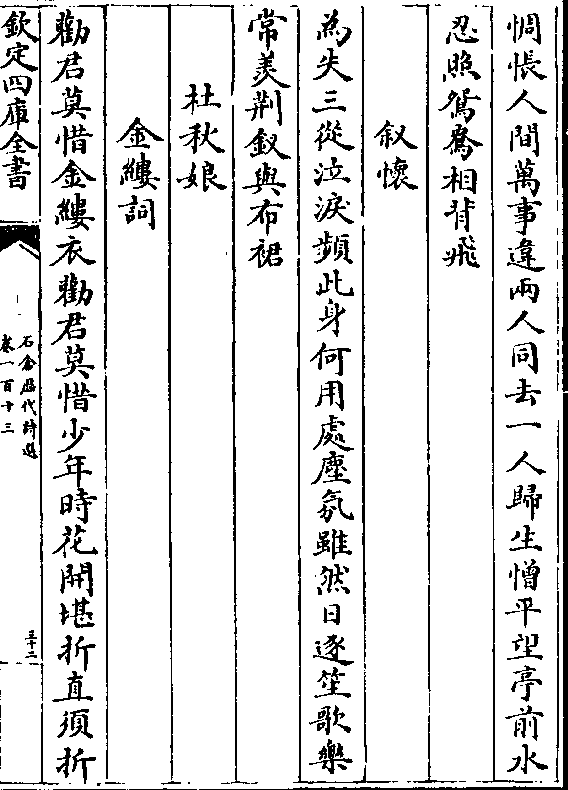 惆悵人間萬事違兩人同去一人歸生憎平望亭前水
忍照鴛鴦相背飛
叙懷
為失三從泣淚頻此身何用處塵氛雖然日逐笙歌樂
常羡荆釵與布裙
杜秋娘
金縷詞
勸君莫惜金縷衣勸君莫惜少年時花開堪折直須折
欽定四庫全書
石倉歴代詩選
卷一百十三
三十二